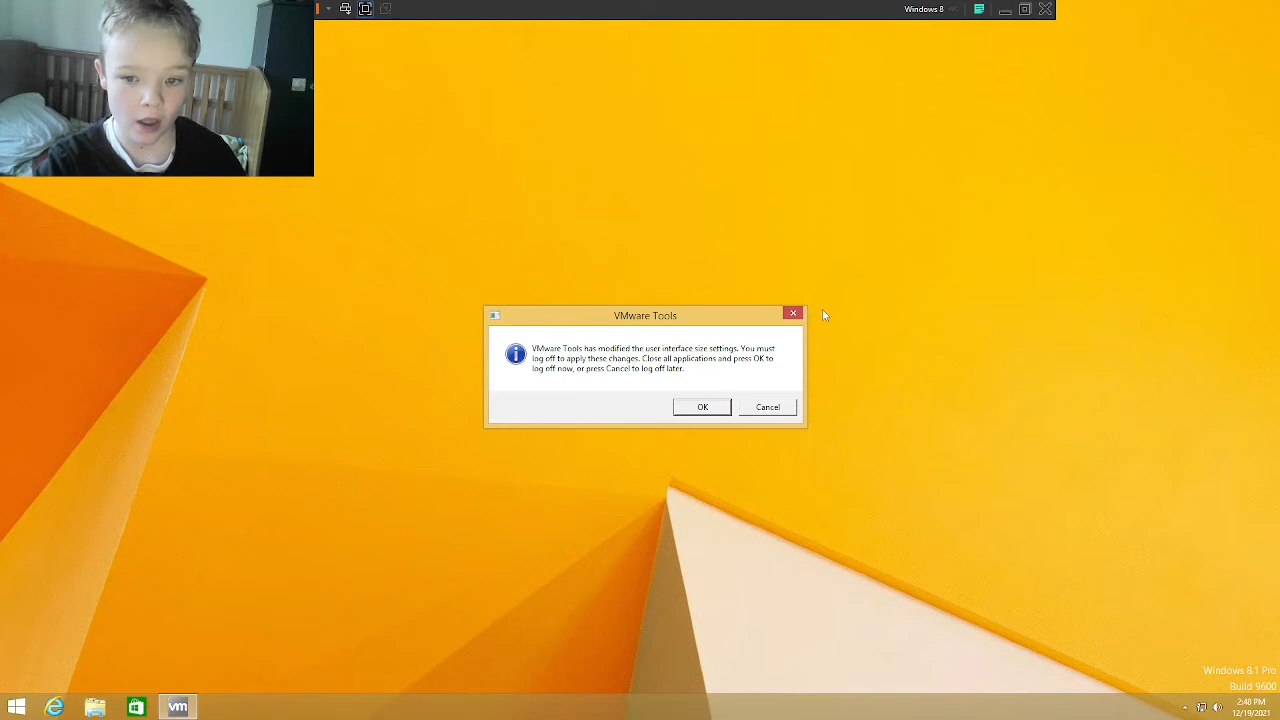 Windows 8
VMware Tools
VMware Tools has modified the user interface size settings. You must
log off to apply these changes. Close all applications and press OK to
log off now, or press Cancel to log off later.
OK
Cancel
Windows 8.1 Pro
Build 9600
vm
2:48 PM
12/19/2021